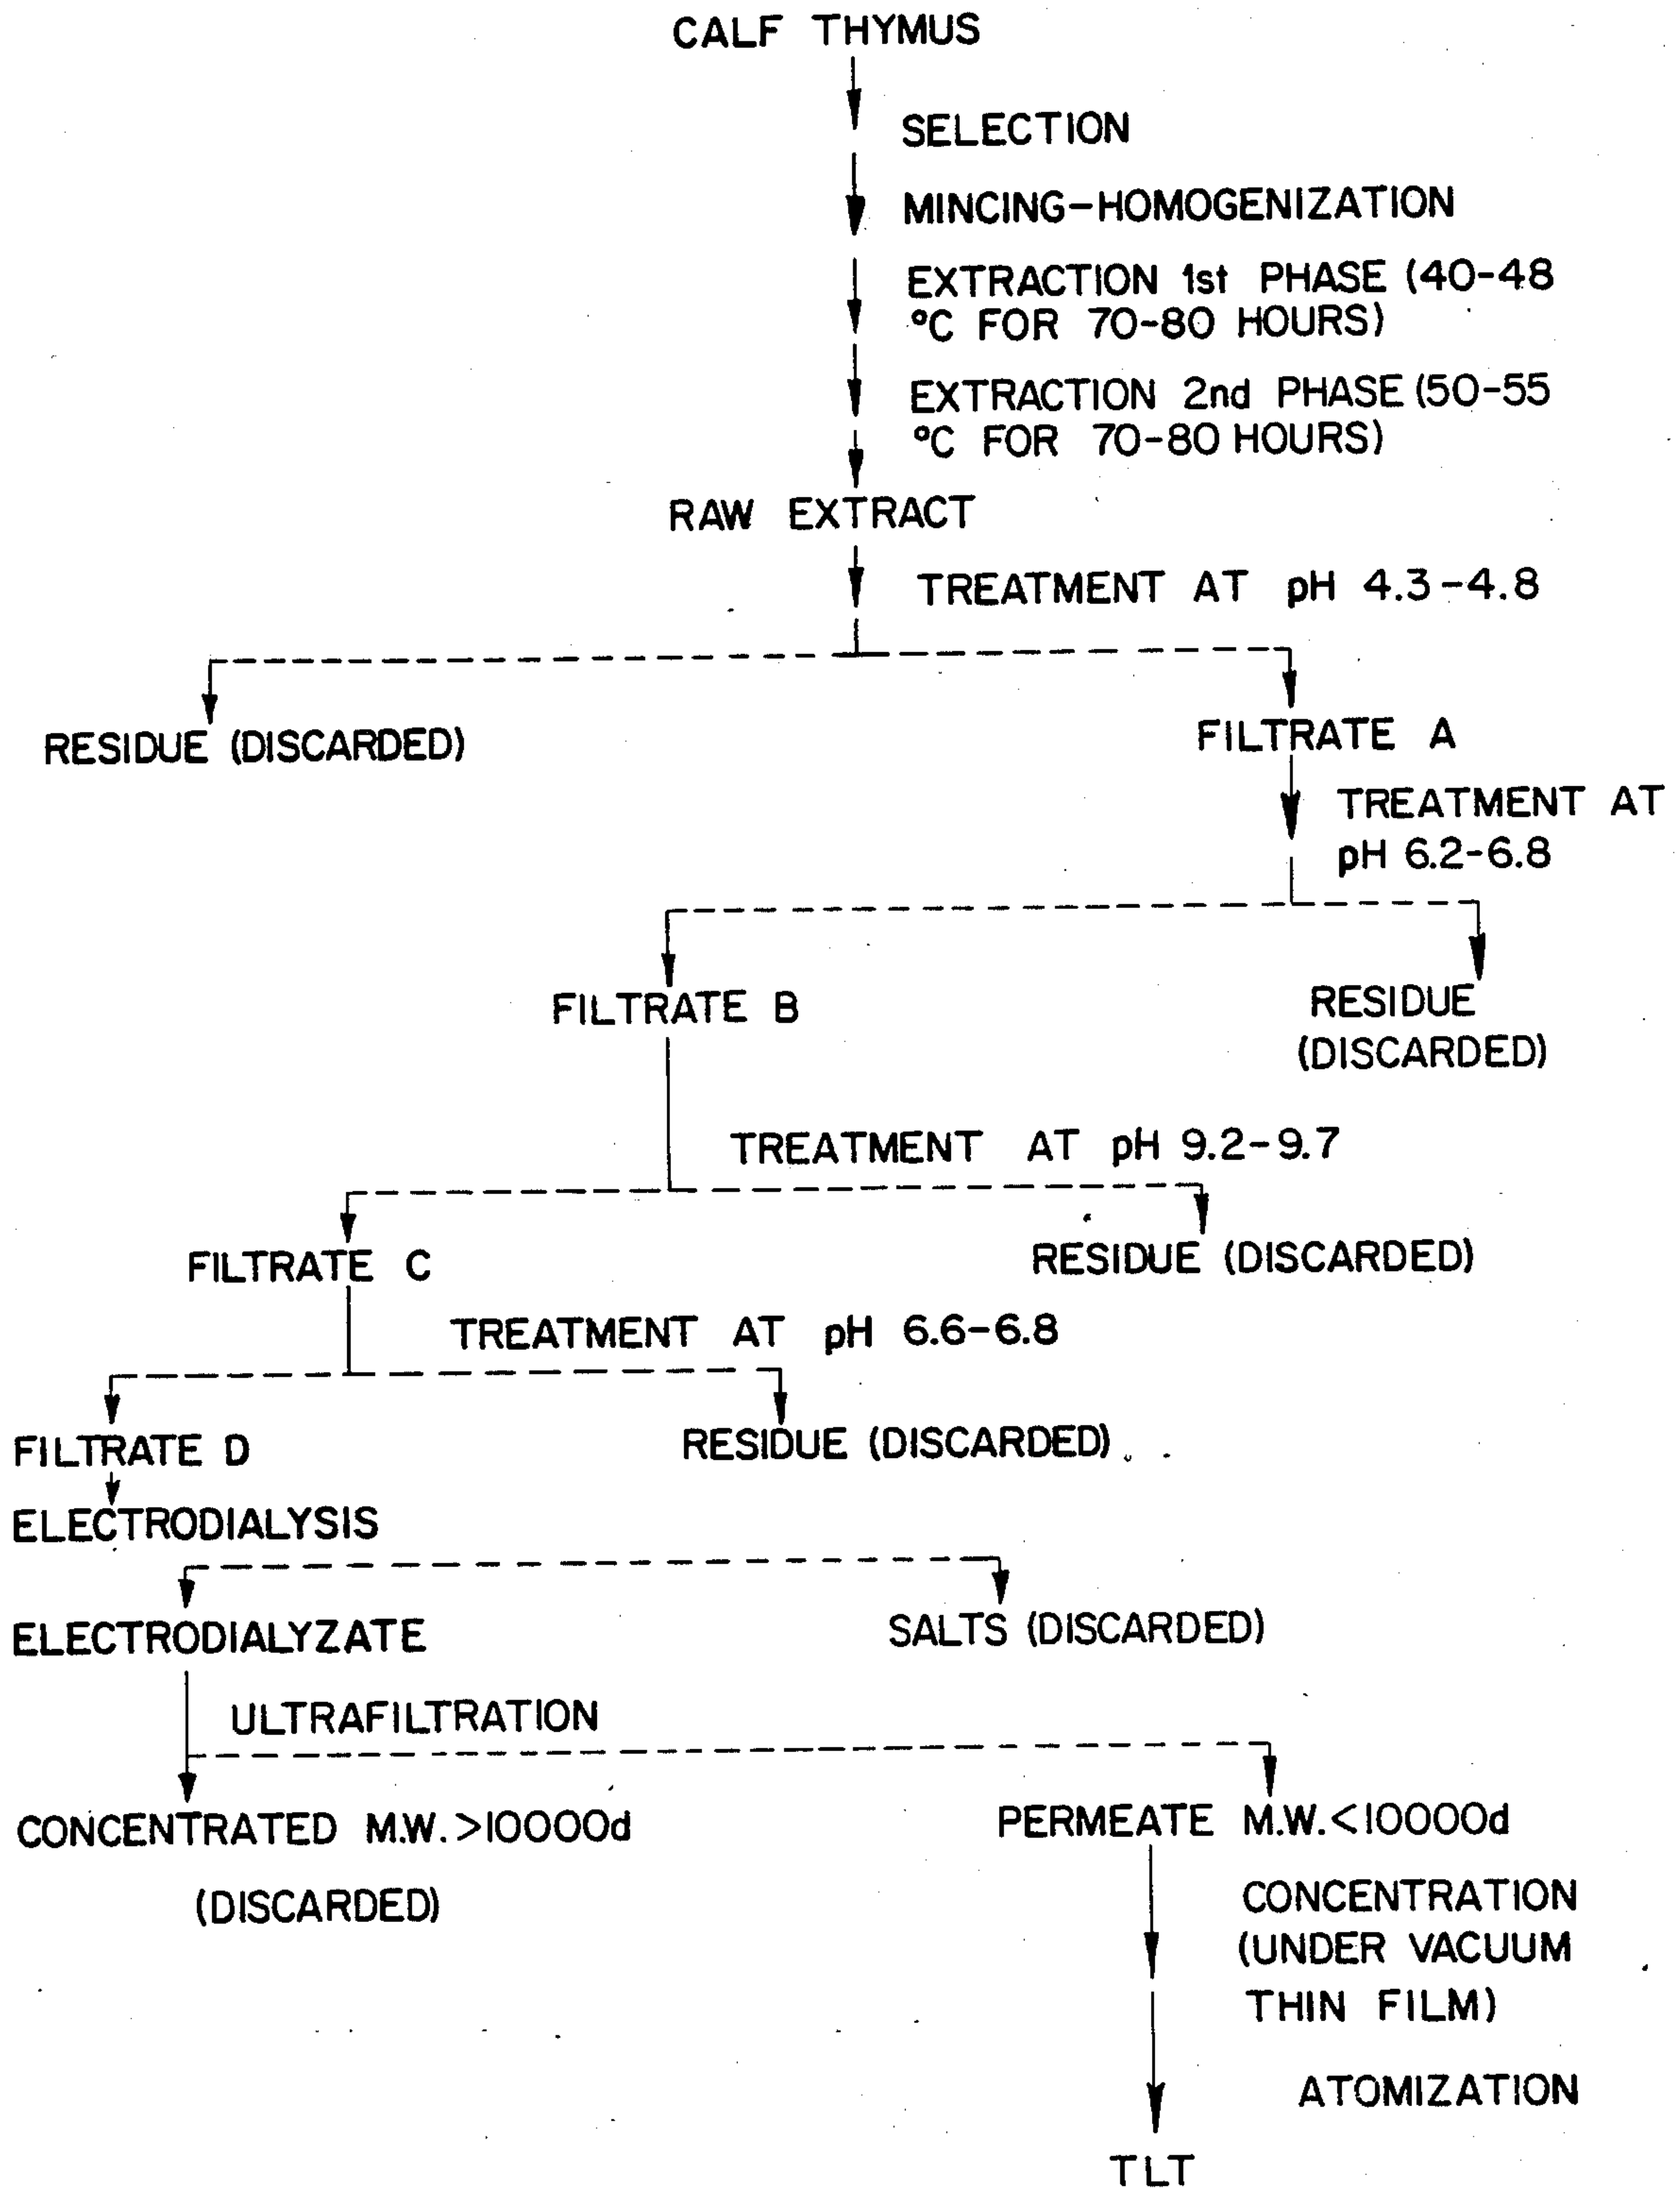 CALF THYMUS
SELECTION
MINCING-HOMOGENIZATION
EXTRACTION 1st PHASE (40-48
°C FOR 70-80 HOURS)
EXTRACTION 2nd PHASE (50-55
°C FOR 70-80 HOURS)
RAW EXTRACT
TREATMENT AT pH 4.3-4.8
RESIDUE (DISCARDED)
FILTRATE A
TREATMENT AT
pH 6.2-6.8
FILTRATE B
RESIDUE
(DISCARDED)
TREATMENT AT pH 9.2-9.7
FILTRATE C
RESIDUE (DISCARDED)
TREATMENT AT pH 6.6-6.8
FILTRATE D
RESIDUE (DISCARDED)
ELECTRODIALYSIS
ELECTRODIALYZATE
SALTS (DISCARDED)
ULTRAFILTRATION
CONCENTRATED M.W.>10000d
(DISCARDED)
PERMEATE M.W.<10000d
CONCENTRATION
(UNDER VACUUM
THIN FILM)
ATOMIZATION
TLT